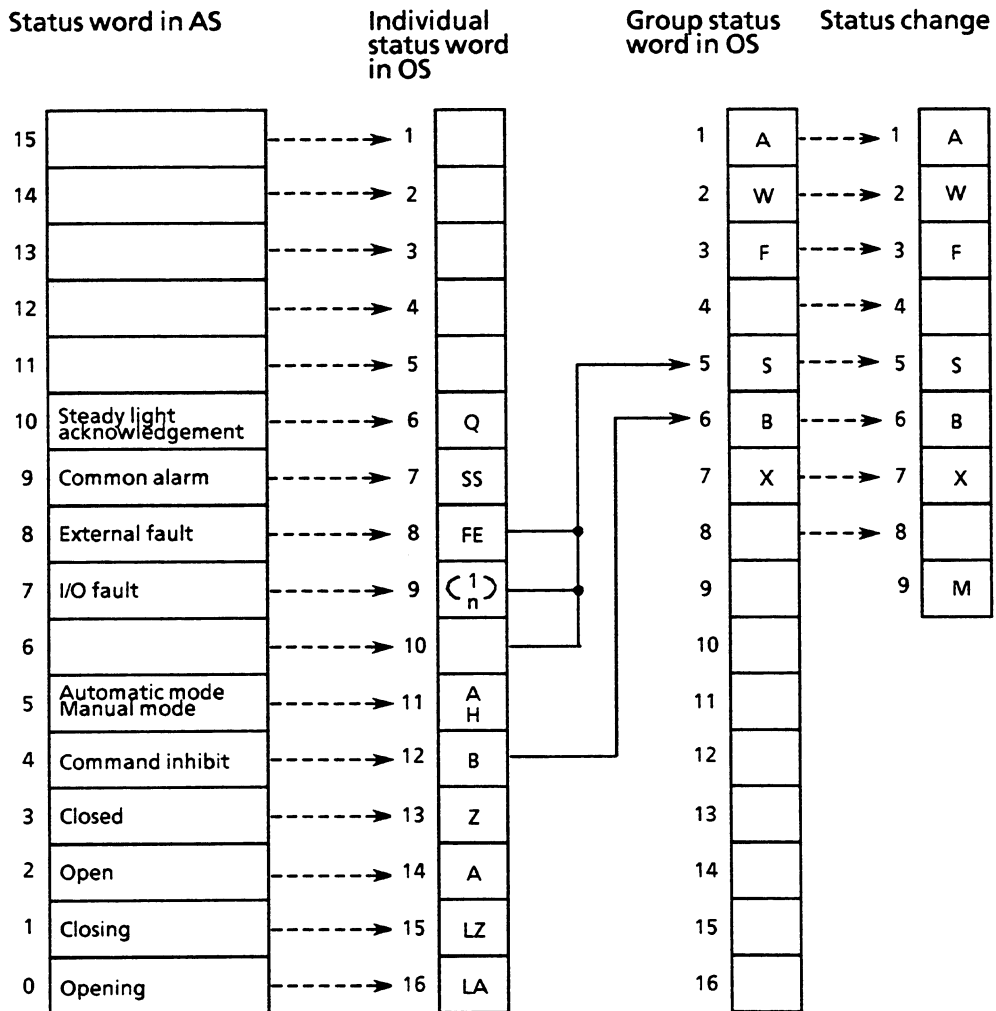 Status word in AS
Individual
status word
in OS
Group status
word in OS
Status change
15 1 1 A 1 A
14 2 2 W 2 W
13 3 3 F 3 F
12 4 4 4
11 5 5 S 5 S
10 Steady light
acknowledgement 6 Q 6 B 6 B
9 Common alarm 7 SS 7 X 7 X
8 External fault 8 FE 8 8
7 I/O fault 9 ( 1
n ) 9 9 M
6 10 10
5 Automatic mode
Manual mode 11 A
H 11
4 Command inhibit 12 B 12
3 Closed 13 Z 13
2 Open 14 A 14
1 Closing 15 LZ 15
0 Opening 16 LA 16